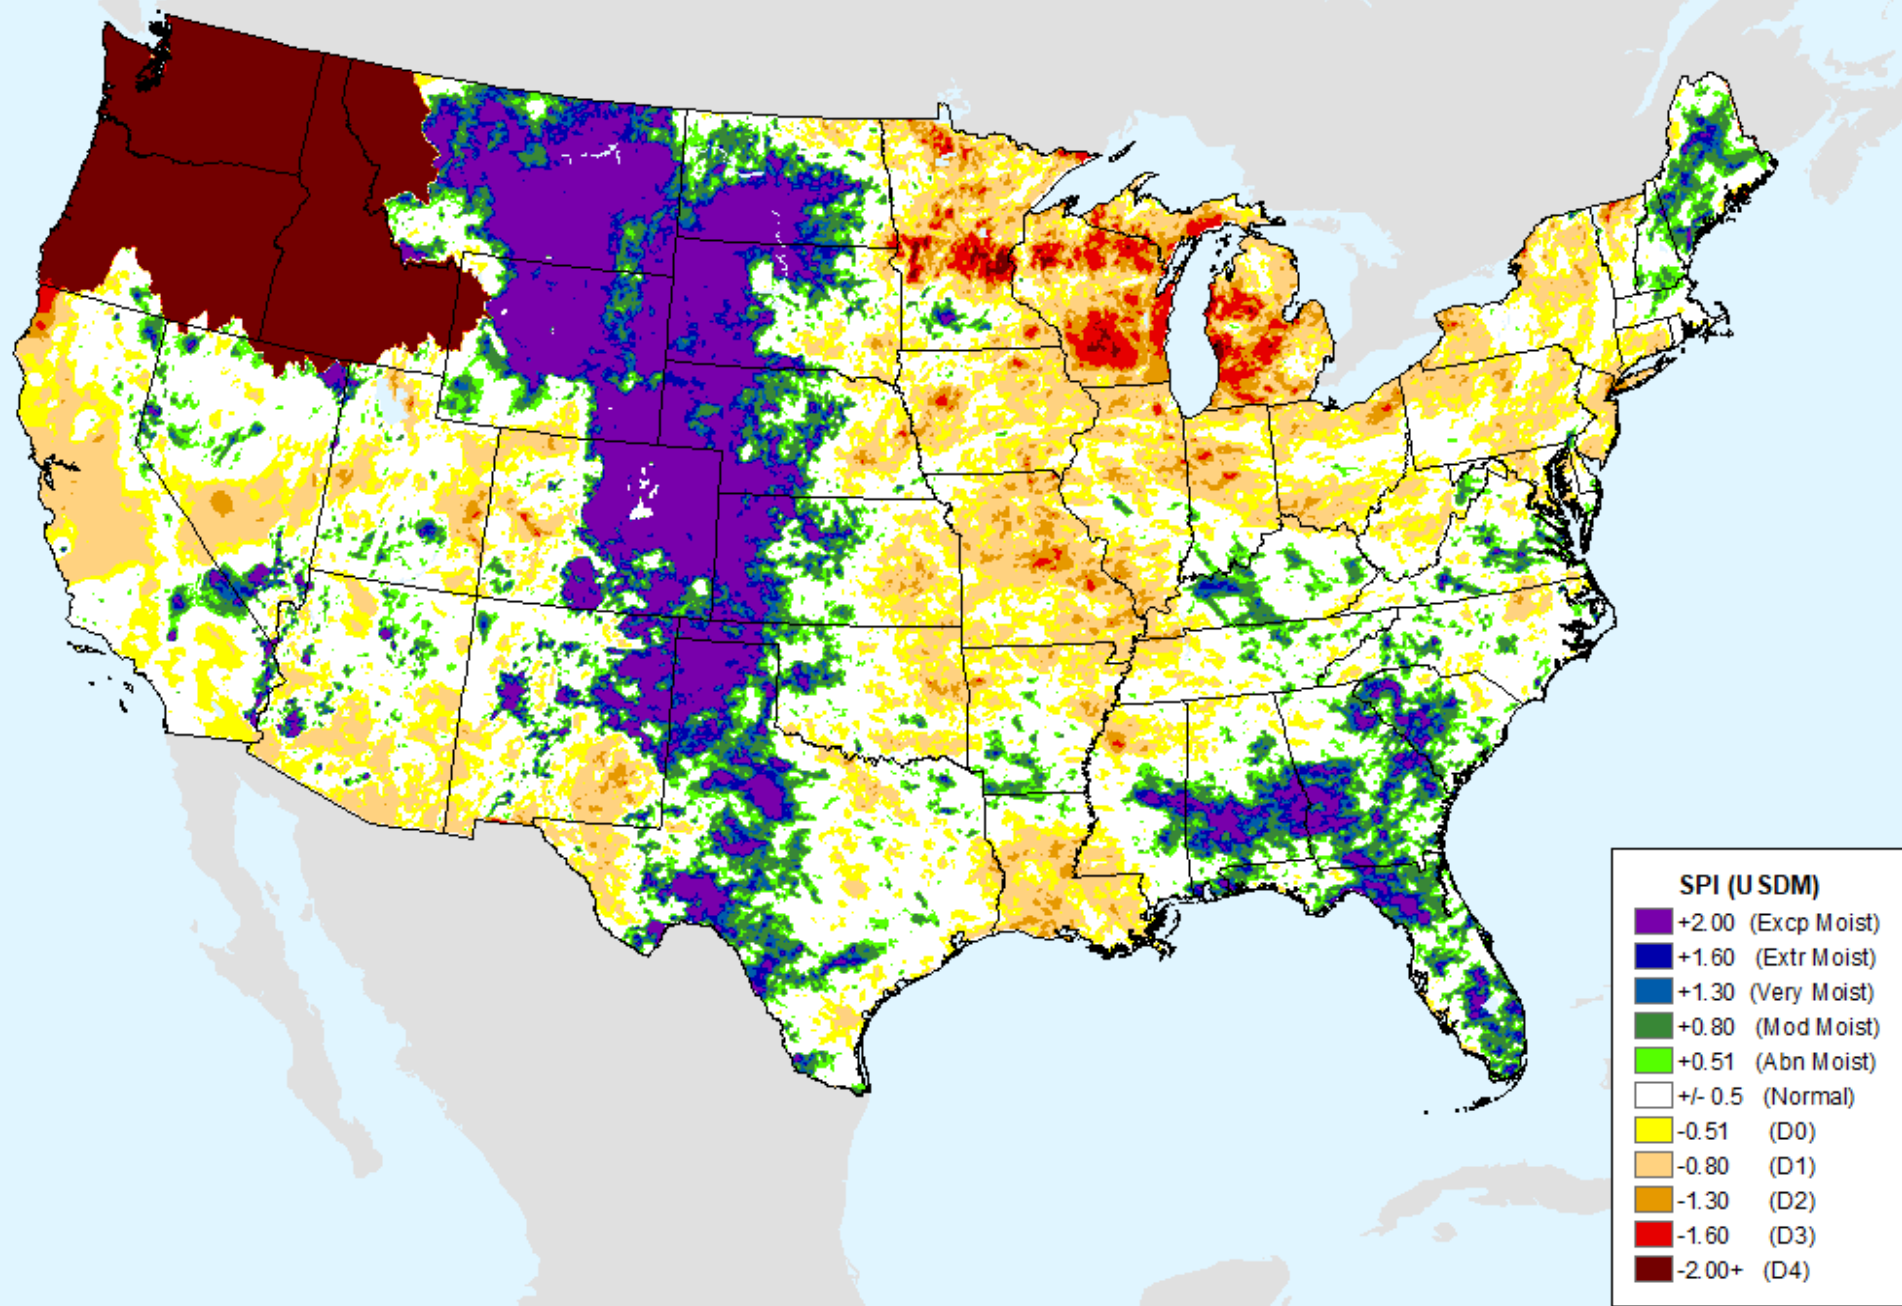 SPI (USDM)
+2.00 (Excp Moist)
+1.60 (Extr Moist)
+1.30 (Very Moist)
+0.80 (Mod Moist)
+0.51 (Abn Moist)
+/- 0.5 (Normal)
-0.51 (D0)
-0.80 (D1)
-1.30 (D2)
-1.60 (D3)
-2.00+ (D4)